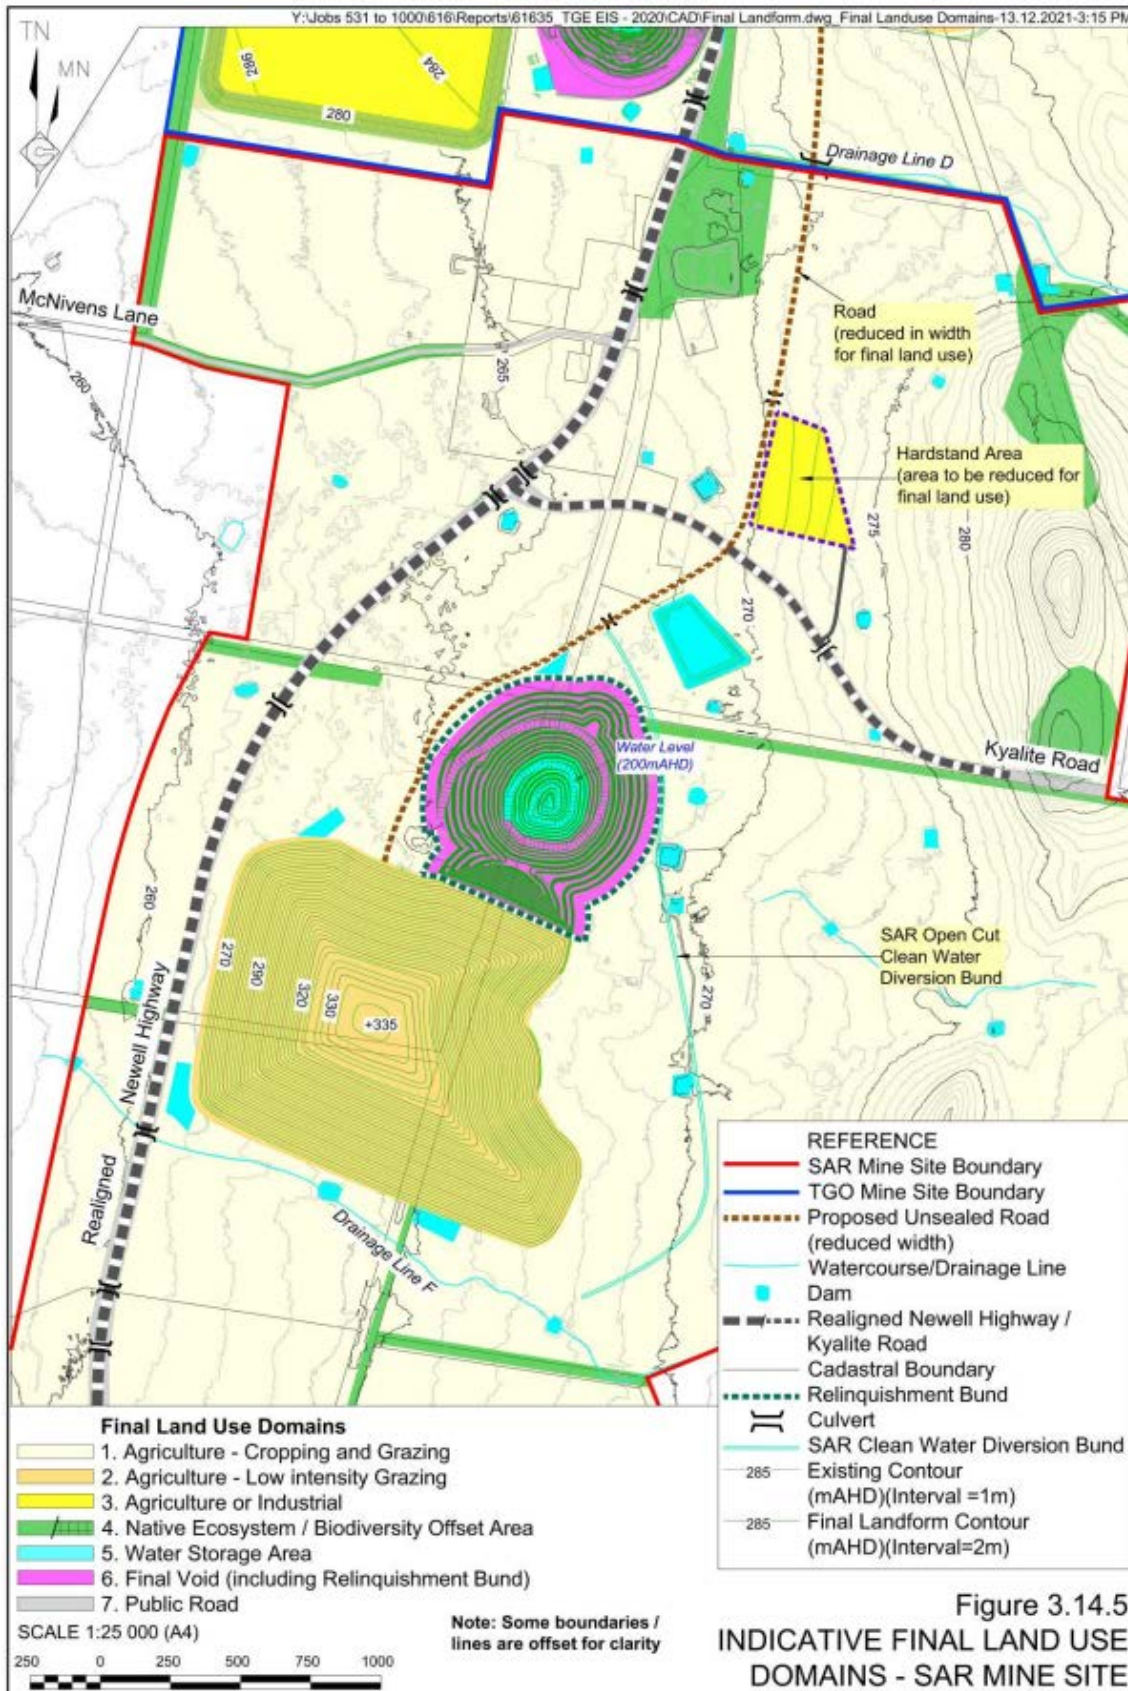 Y:\Jobs 531 to 1000\616\Reports\61635_TGE EIS - 2020\CAD\Final Landform.dwg_Final Landuse Domains-13.12.2021-3:15 PM
TN
MN
286
284
280
Drainage Line D
McNivens Lane
Road
(reduced in width
for final land use)
260
265
Hardstand Area
(area to be reduced for
final land use)
275
280
270
Water Level
(200mAHD)
Kyalite Road
260
SAR Open Cut
Clean Water
Diversion Bund
270
290
320
330
+335
270
Realigned
Newell Highway
Drainage Line F
REFERENCE
SAR Mine Site Boundary
TGO Mine Site Boundary
Proposed Unsealed Road
(reduced width)
Watercourse/Drainage Line
Dam
Realigned Newell Highway /
Kyalite Road
Cadastral Boundary
Relinquishment Bund
Culvert
SAR Clean Water Diversion Bund
285 Existing Contour
(mAHD)(Interval =1m)
285 Final Landform Contour
(mAHD)(Interval=2m)
Final Land Use Domains
1. Agriculture - Cropping and Grazing
2. Agriculture - Low intensity Grazing
3. Agriculture or Industrial
4. Native Ecosystem / Biodiversity Offset Area
5. Water Storage Area
6. Final Void (including Relinquishment Bund)
7. Public Road
SCALE 1:25 000 (A4)
250 0 250 500 750 1000
Note: Some boundaries /
lines are offset for clarity
Figure 3.14.5
INDICATIVE FINAL LAND USE
DOMAINS - SAR MINE SITE